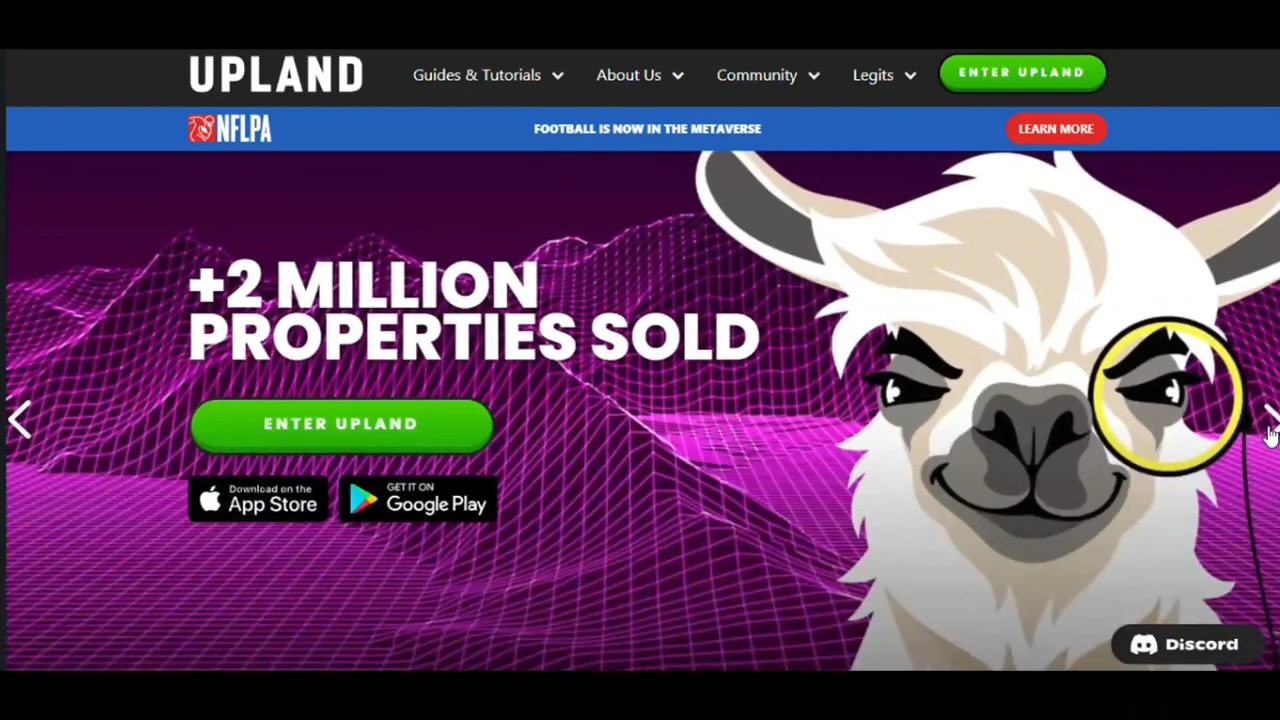 UPLAND
Guides & Tutorials
About Us
Community
Legits
ENTER UPLAND
NFLPA
FOOTBALL IS NOW IN THE METAVERSE
LEARN MORE
+2 MILLION
PROPERTIES SOLD
ENTER UPLAND
Download on the
App Store
GET IT ON
Google Play
Discord